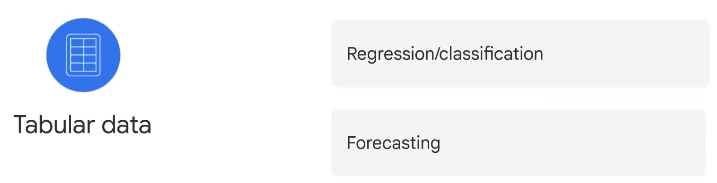 Tabular data
Regression/classification
Forecasting